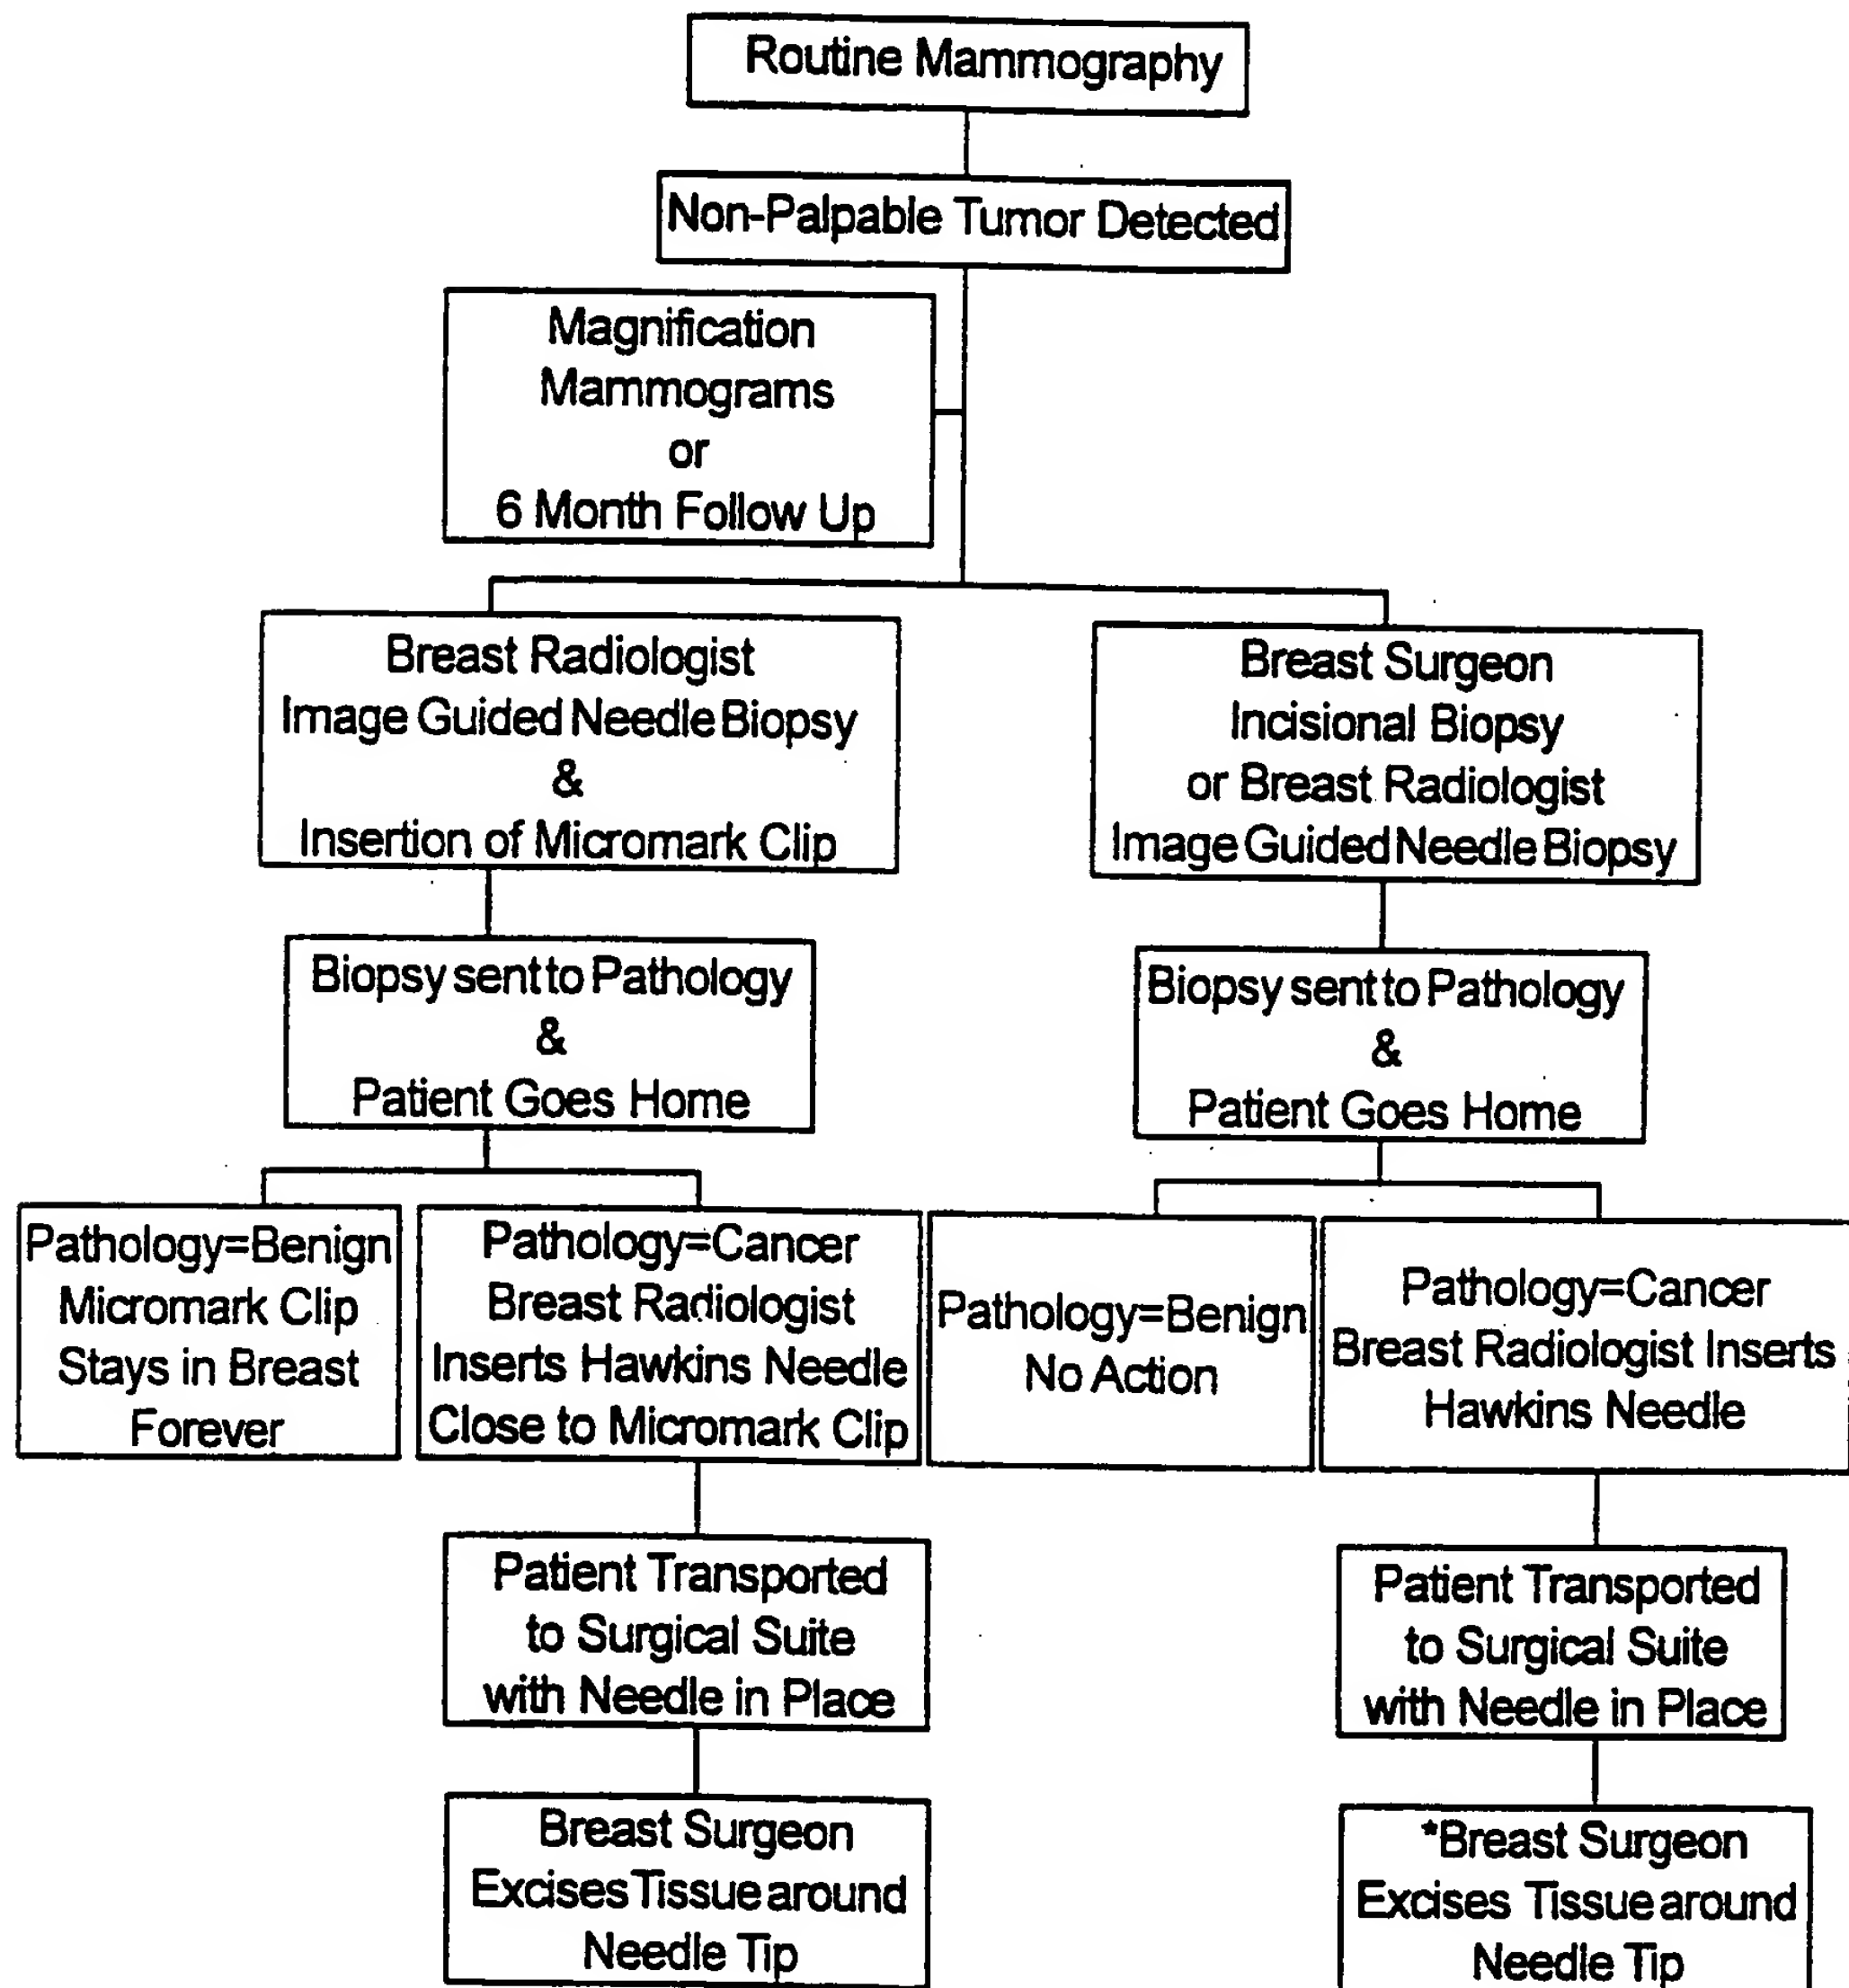 Routine Mammography
Non-Palpable Tumor Detected
Magnification
Mammograms
or
6 Month Follow Up
Breast Radiologist
Image Guided Needle Biopsy
&
Insertion of Micromark Clip
Breast Surgeon
Incisional Biopsy
or Breast Radiologist
Image Guided Needle Biopsy
Biopsy sent to Pathology
&
Patient Goes Home
Biopsy sent to Pathology
&
Patient Goes Home
Pathology=Benign
Micromark Clip
Stays in Breast
Forever
Pathology=Cancer
Breast Radiologist
Inserts Hawkins Needle
Close to Micromark Clip
Pathology=Benign
No Action
Pathology=Cancer
Breast Radiologist Inserts
Hawkins Needle
Patient Transported
to Surgical Suite
with Needle in Place
Patient Transported
to Surgical Suite
with Needle in Place
Breast Surgeon
Excises Tissue around
Needle Tip
*Breast Surgeon
Excises Tissue around
Needle Tip